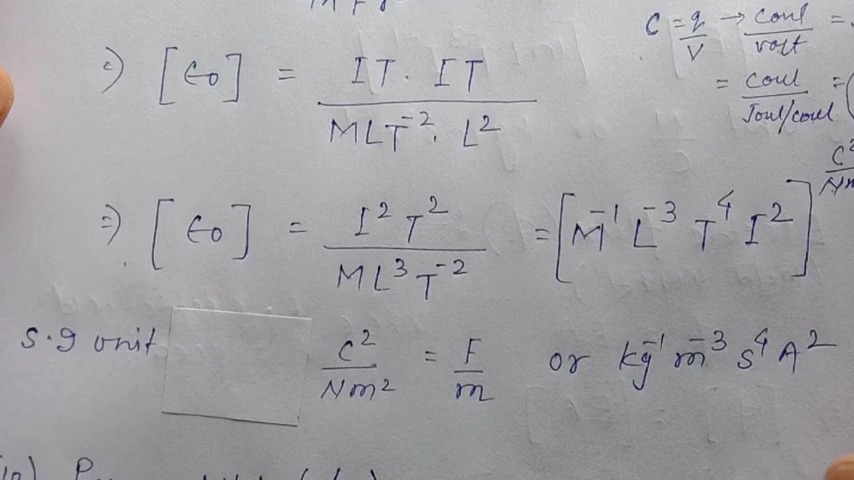 C = q/V → coul/volt =
= coul/Joul/coul = (
⇒ [ϵ0] = IT. IT / MLT⁻². L²
⇒ [ϵ0] = I² T² / ML³T⁻² = [M⁻¹ L⁻³ T⁴ I²]
S.I unit C²/Nm² = F/m or Kg⁻¹ m⁻³ S⁴ A²